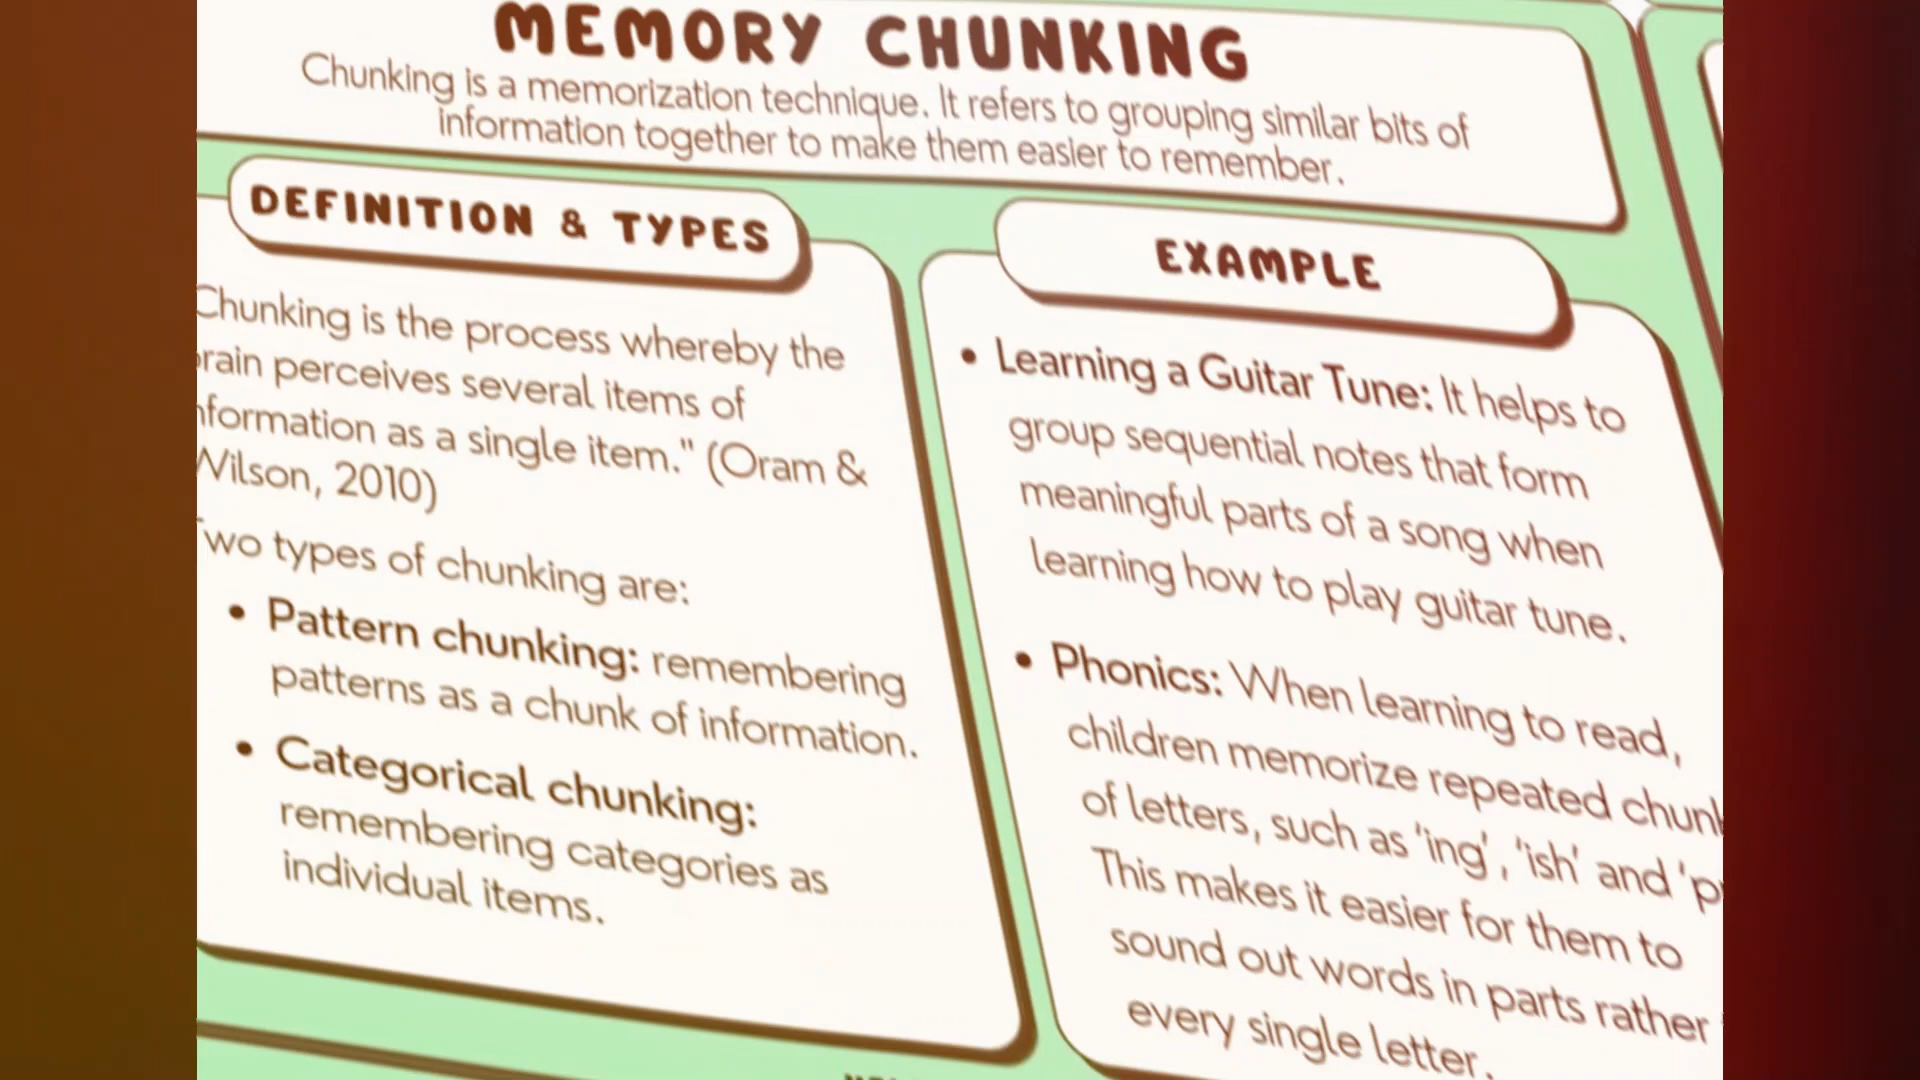 MEMORY CHUNKING
Chunking is a memorization technique. It refers to grouping similar bits of
information together to make them easier to remember.
DEFINITION & TYPES
Chunking is the process whereby the
brain perceives several items of
information as a single item." (Oram &
Wilson, 2010)
Two types of chunking are:
• Pattern chunking: remembering
patterns as a chunk of information.
• Categorical chunking:
remembering categories as
individual items.
EXAMPLE
• Learning a Guitar Tune: It helps to
group sequential notes that form
meaningful parts of a song when
learning how to play guitar tune.
• Phonics: When learning to read,
children memorize repeated chunk
of letters, such as 'ing', 'ish' and
This makes it easier for them to
sound out words in parts rather
every single letter.